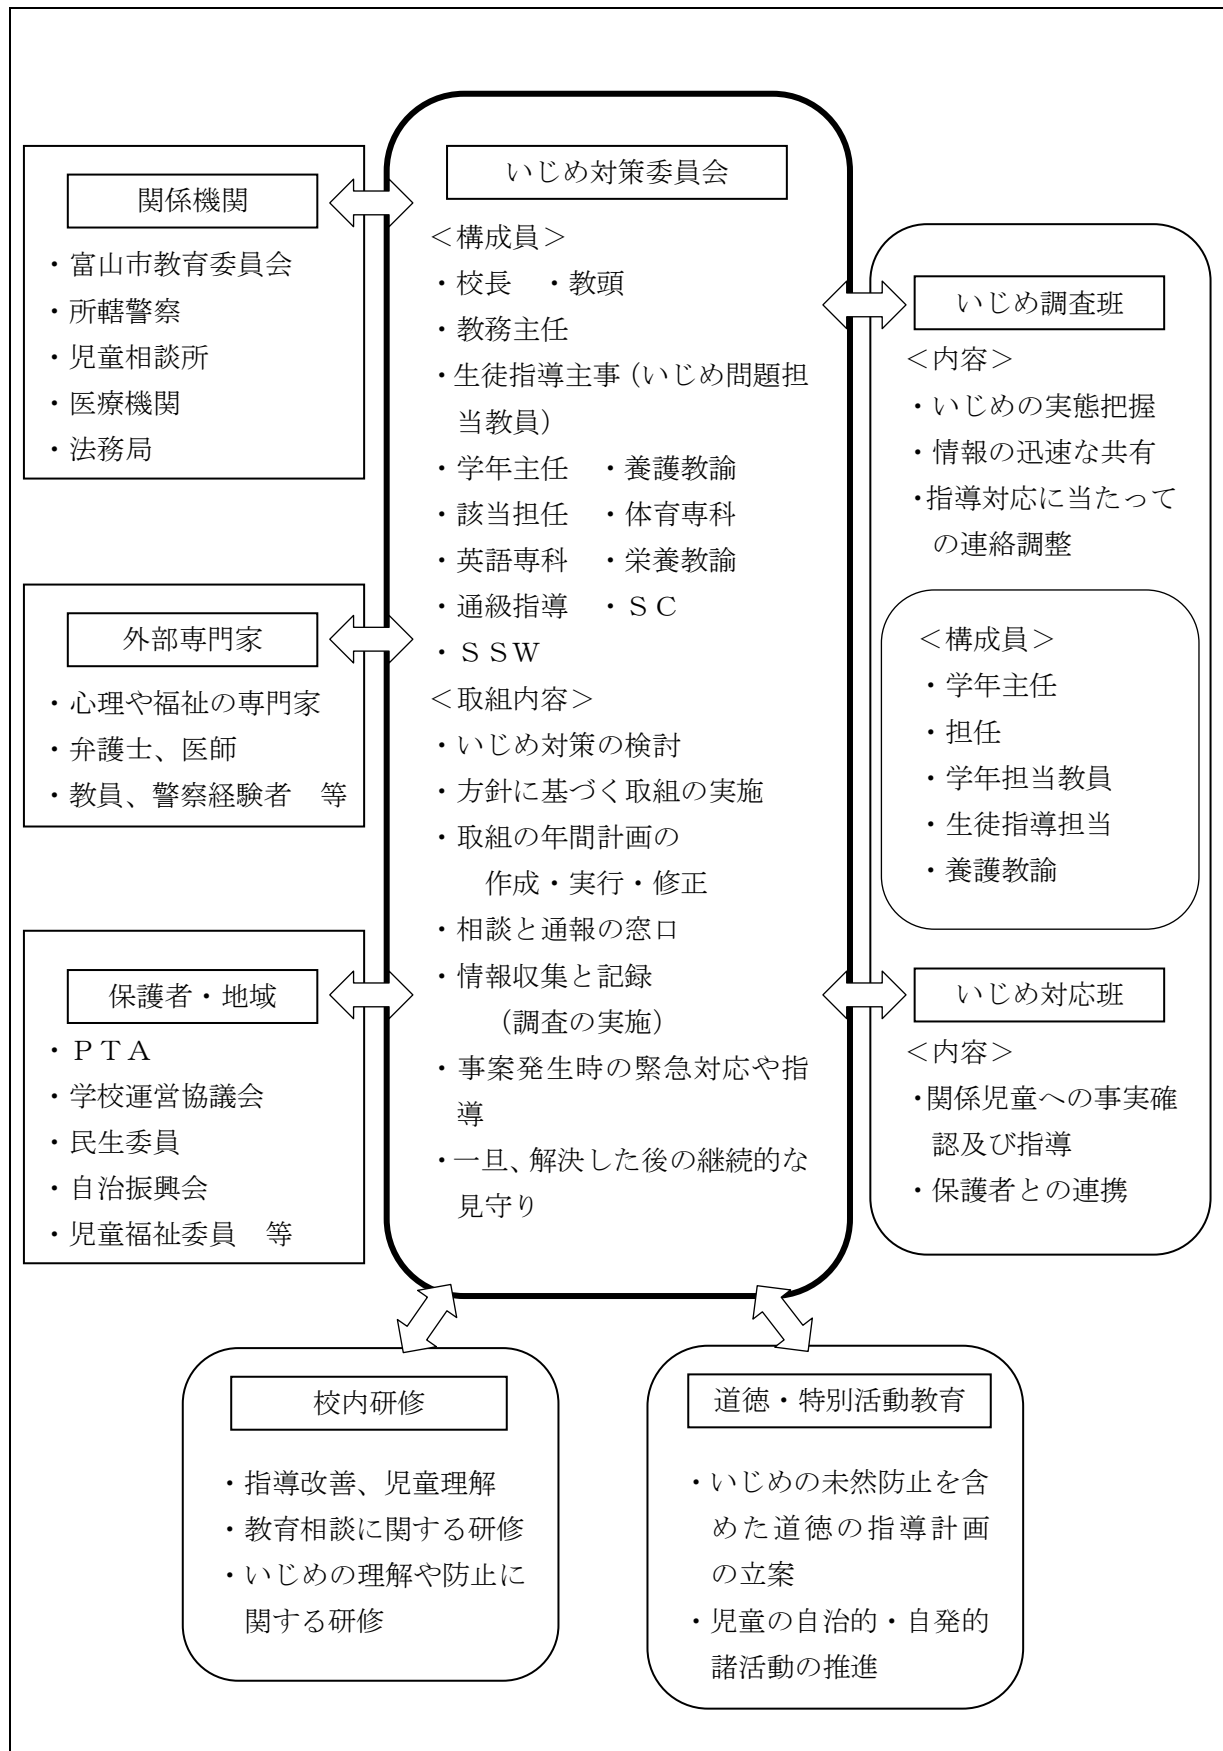 関係機関
・富山市教育委員会
・所轄警察
・児童相談所
・医療機関
・法務局
外部専門家
・心理や福祉の専門家
・弁護士、医師
・教員、警察経験者　等
保護者・地域
・ＰＴＡ
・学校運営協議会
・民生委員
・自治振興会
・児童福祉委員　等
いじめ対策委員会
＜構成員＞
・校長　・教頭
・教務主任
・生徒指導主事（いじめ問題担
当教員）
・学年主任　・養護教諭
・該当担任　・体育専科
・英語専科　・栄養教諭
・通級指導　・ＳＣ
・ＳＳＷ
＜取組内容＞
・いじめ対策の検討
・方針に基づく取組の実施
・取組の年間計画の
作成・実行・修正
・相談と通報の窓口
・情報収集と記録
（調査の実施）
・事案発生時の緊急対応や指
導
・一旦、解決した後の継続的な
見守り
いじめ調査班
＜内容＞
・いじめの実態把握
・情報の迅速な共有
・指導対応に当たって
の連絡調整
＜構成員＞
・学年主任
・担任
・学年担当教員
・生徒指導担当
・養護教諭
いじめ対応班
＜内容＞
・関係児童への事実確
認及び指導
・保護者との連携
校内研修
・指導改善、児童理解
・教育相談に関する研修
・いじめの理解や防止に
関する研修
道徳・特別活動教育
・いじめの未然防止を含
めた道徳の指導計画
の立案
・児童の自治的・自発的
諸活動の推進